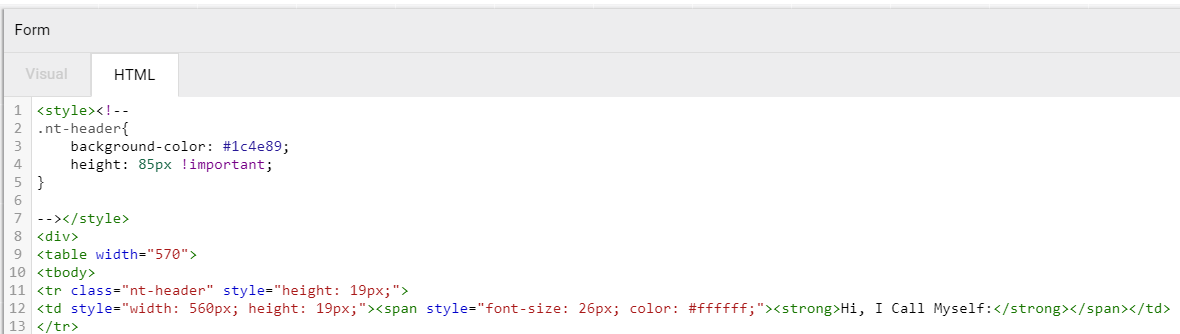 Form
Visual HTML
1 <style><!--
2 .nt-header{
3     background-color: #1c4e89;
4     height: 85px !important;
5 }
6
7 --></style>
8 <div>
9 <table width="570">
10 <tbody>
11 <tr class="nt-header" style="height: 19px;">
12 <td style="width: 560px; height: 19px;"><span style="font-size: 26px; color: #ffffff;"><strong>Hi, I Call Myself:</strong></span></td>
13 </tr>